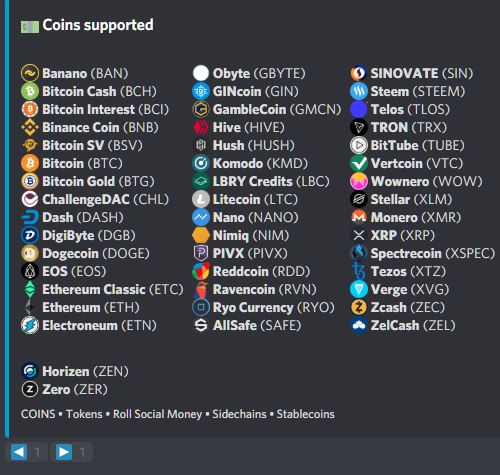 Coins supported
Banano (BAN)
Bitcoin Cash (BCH)
Bitcoin Interest (BCI)
Binance Coin (BNB)
Bitcoin SV (BSV)
Bitcoin (BTC)
Bitcoin Gold (BTG)
ChallengeDAC (CHL)
Dash (DASH)
DigiByte (DGB)
Dogecoin (DOGE)
EOS (EOS)
Ethereum Classic (ETC)
Ethereum (ETH)
Electroneum (ETN)
Obyte (GBYTE)
GINcoin (GIN)
GambleCoin (GMCN)
Hive (HIVE)
Hush (HUSH)
Komodo (KMD)
LBRY Credits (LBC)
Litecoin (LTC)
Nano (NANO)
Nimiq (NIM)
PIVX (PIVX)
Reddcoin (RDD)
Ravencoin (RVN)
Ryo Currency (RYO)
AllSafe (SAFE)
SINOVATE (SIN)
Steem (STEEM)
Telos (TLOS)
TRON (TRX)
BitTube (TUBE)
Vertcoin (VTC)
Wownero (WOW)
Stellar (XLM)
Monero (XMR)
XRP (XRP)
Spectrecoin (XSPEC)
Tezos (XTZ)
Verge (XVG)
Zcash (ZEC)
ZelCash (ZEL)
Horizen (ZEN)
Zero (ZER)
COINS • Tokens • Roll Social Money • Sidechains • Stablecoins
1 1